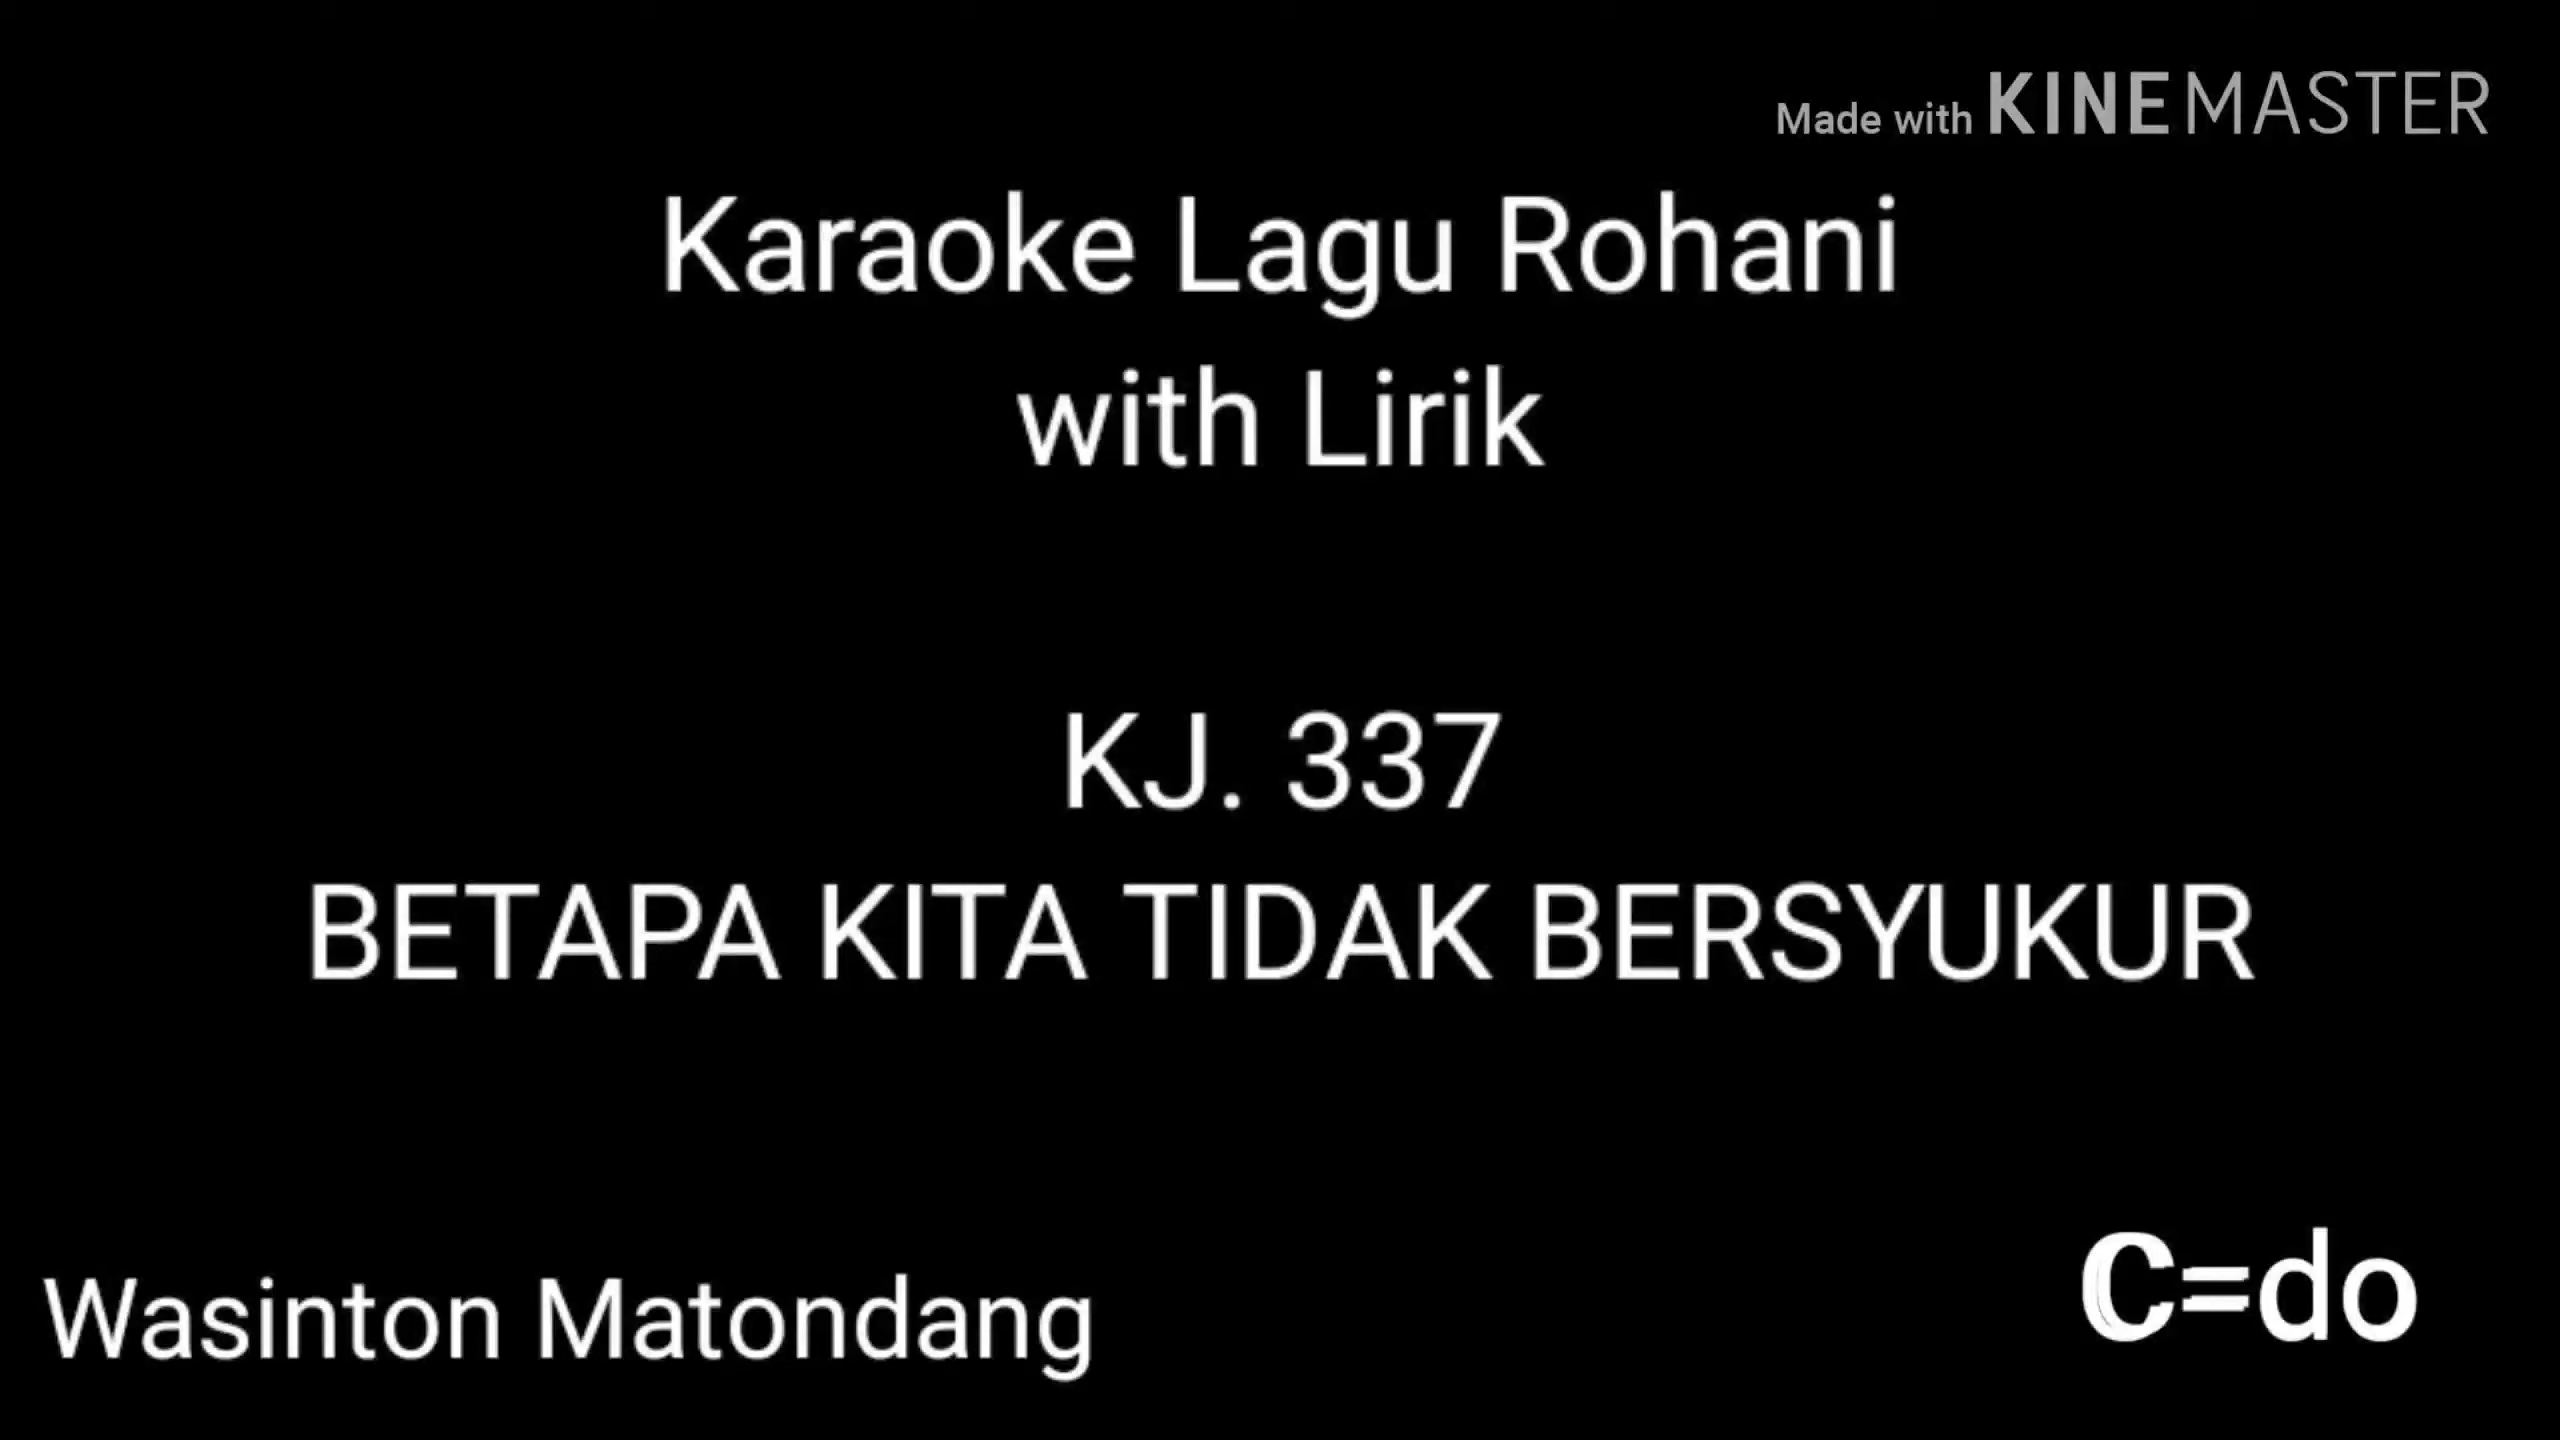 Made with KINEMASTER
Karaoke Lagu Rohani
with Lirik
KJ. 337
BETAPA KITA TIDAK BERSYUKUR
Wasinton Matondang
C=do